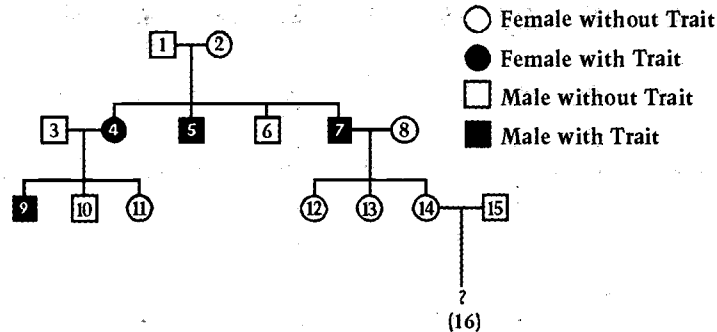 Female without Trait
Female with Trait
Male without Trait
Male with Trait
1 2
3 4 5 6 7 8
9 10 11 12 13 14 15
?
(16)